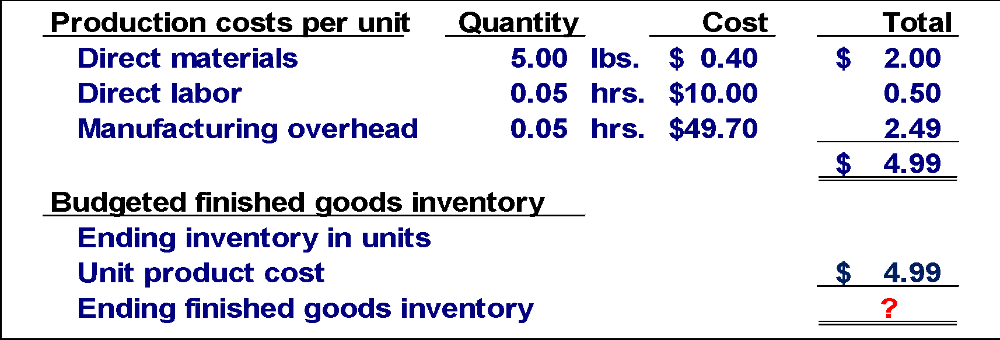 Production costs per unit Quantity Cost Total
Direct materials 5.00 lbs. $ 0.40 $ 2.00
Direct labor 0.05 hrs. $10.00 0.50
Manufacturing overhead 0.05 hrs. $49.70 2.49
$ 4.99
Budgeted finished goods inventory
Ending inventory in units
Unit product cost $ 4.99
Ending finished goods inventory ?